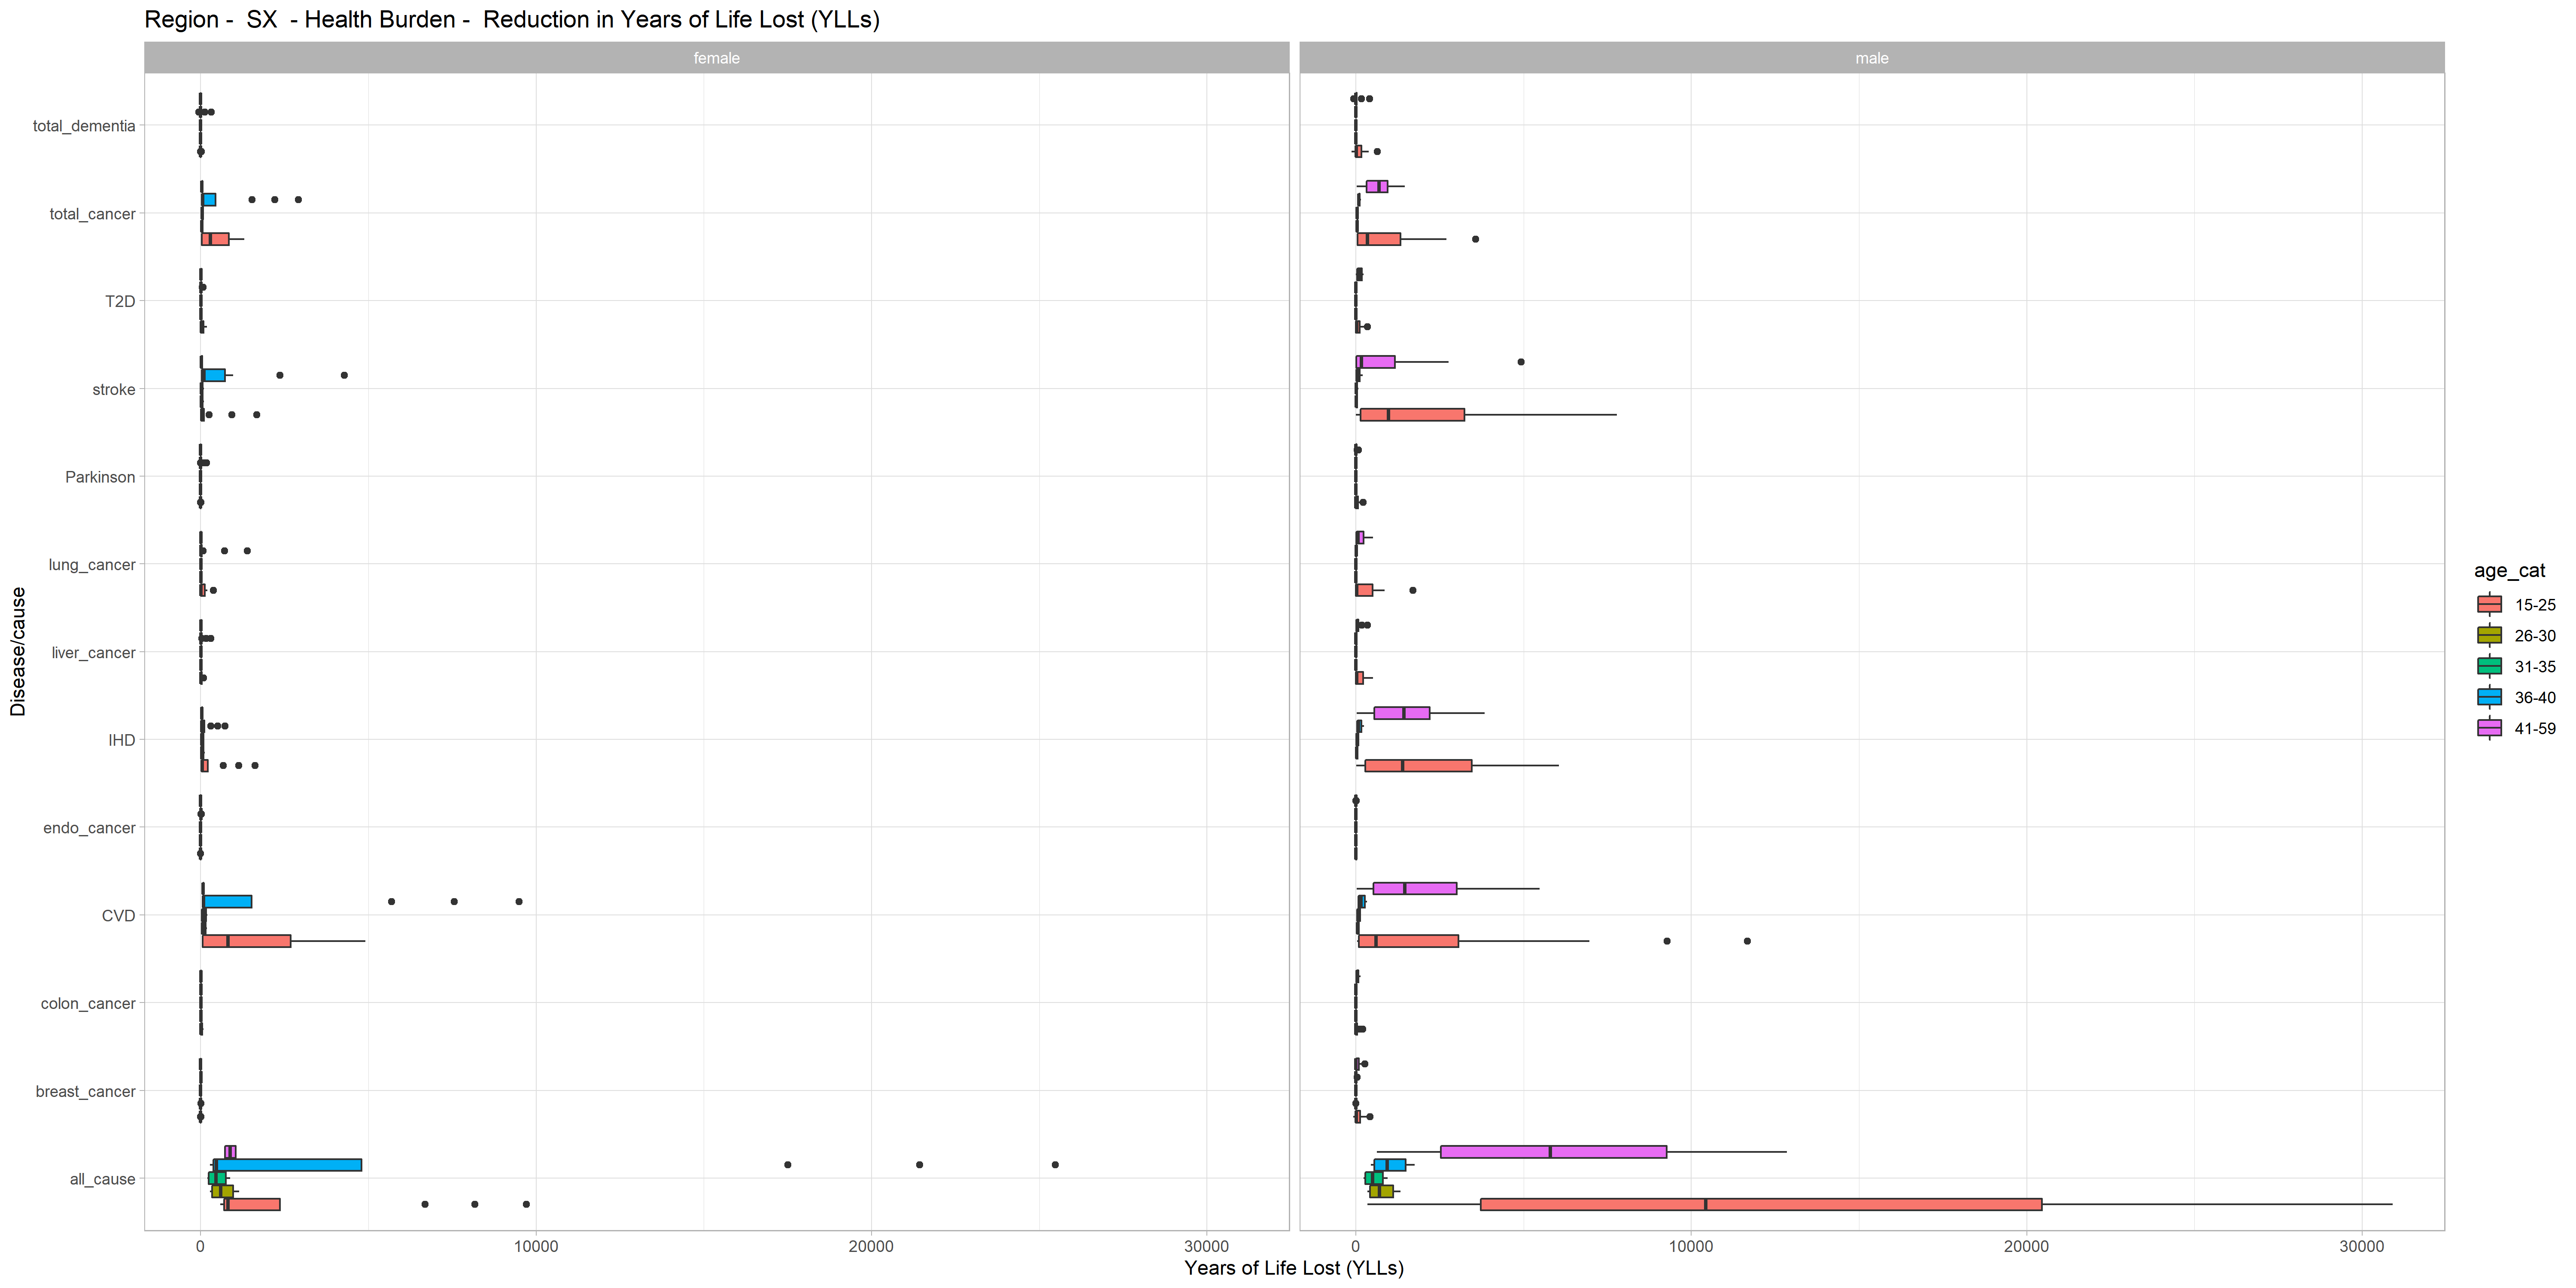 Region -  SX  - Health Burden -  Reduction in Years of Life Lost (YLLs)
female
male
Disease/cause
total_dementia
total_cancer
T2D
stroke
Parkinson
lung_cancer
liver_cancer
IHD
endo_cancer
CVD
colon_cancer
breast_cancer
all_cause
0
10000
20000
30000
0
10000
20000
30000
Years of Life Lost (YLLs)
age_cat
15-25
26-30
31-35
36-40
41-59